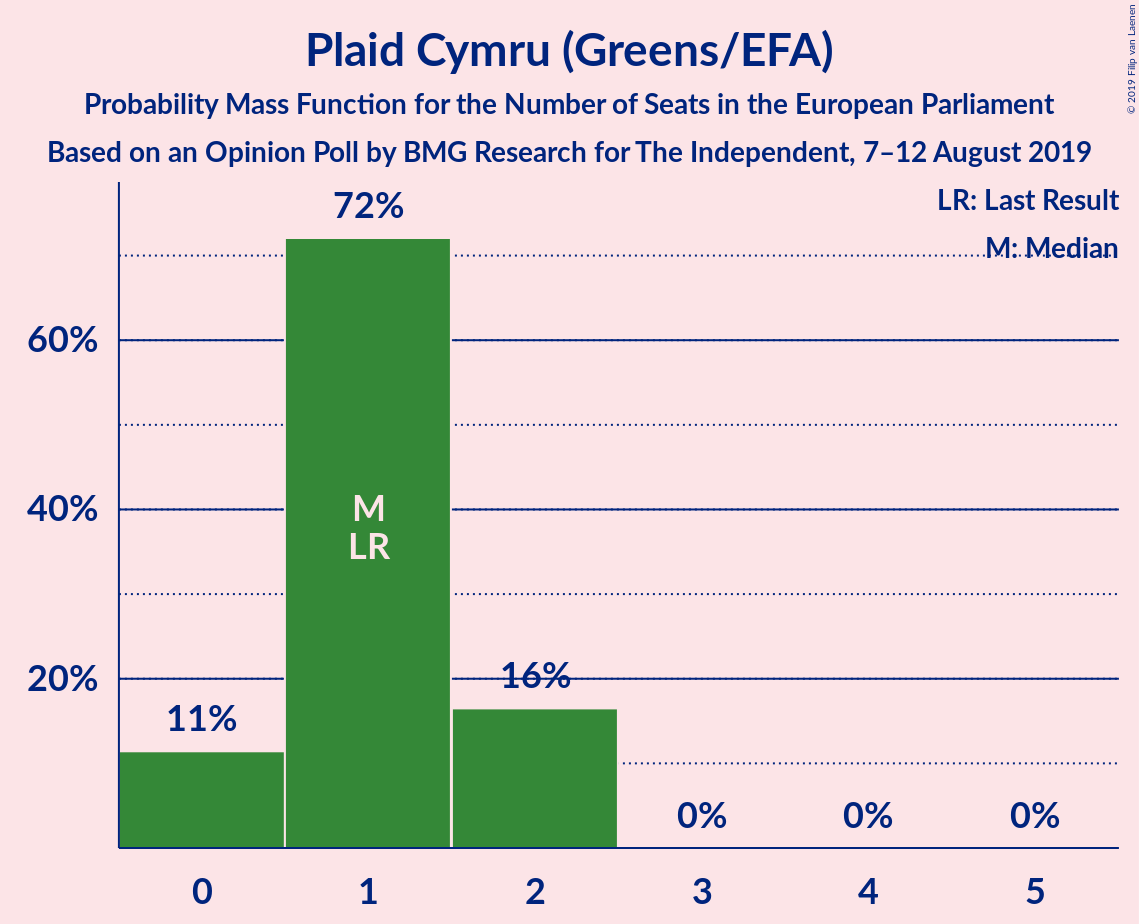 Plaid Cymru (Greens/EFA)
Probability Mass Function for the Number of Seats in the European Parliament
Based on an Opinion Poll by BMG Research for The Independent, 7–12 August 2019
© 2019 Filip van Laenen
LR: Last Result
M: Median
72%
60%
40%
M
LR
20%
16%
11%
0%
0%
0%
0
1
2
3
4
5